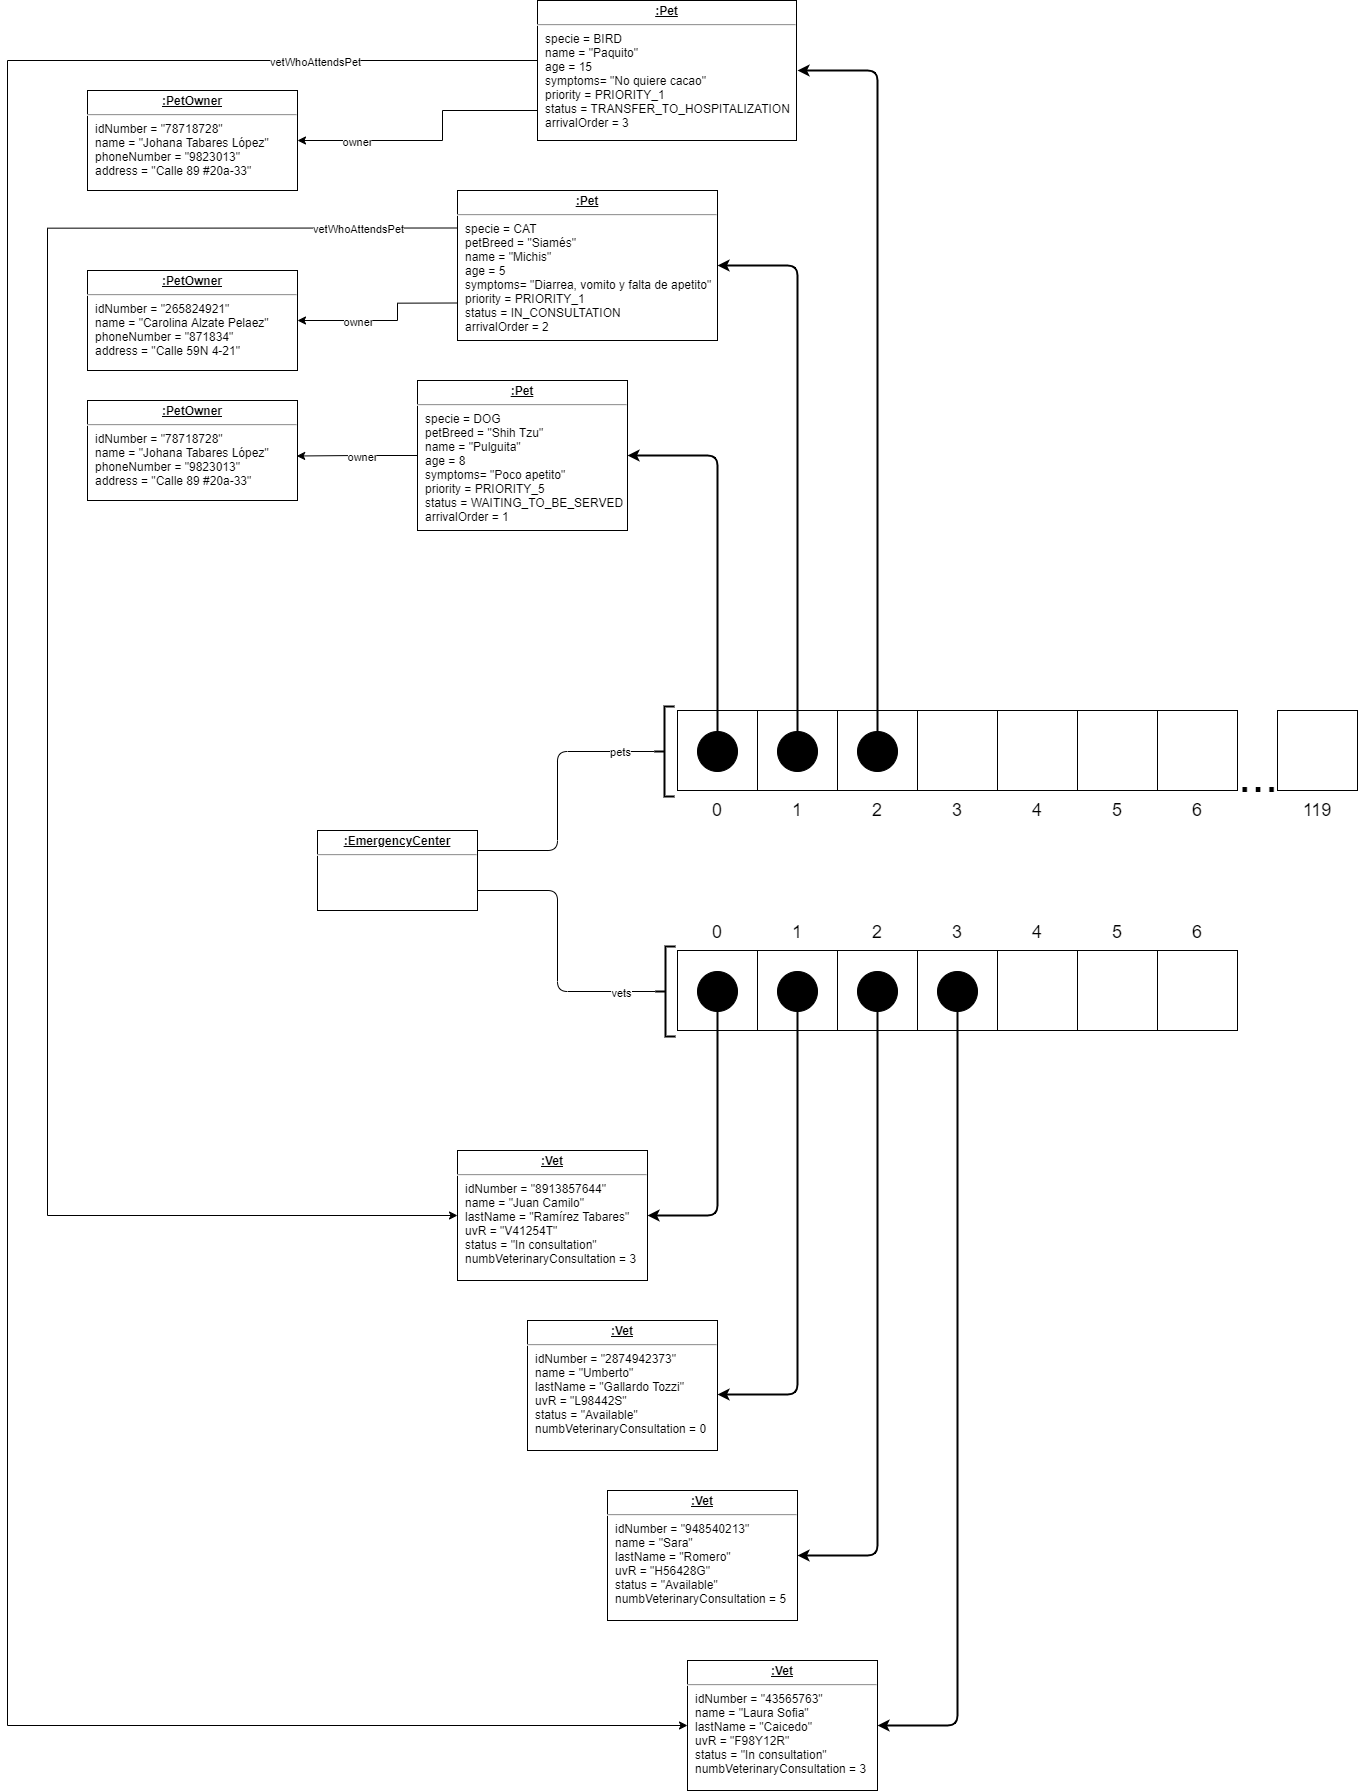 :Pet
specie = BIRD
name = "Paquito"
age = 15
symptoms= "No quiere cacao"
priority = PRIORITY_1
status = TRANSFER_TO_HOSPITALIZATION
arrivalOrder = 3
vetWhoAttendsPet
owner
:PetOwner
idNumber = "78718728"
name = "Johana Tabares López"
phoneNumber = "9823013"
address = "Calle 89 #20a-33"
:Pet
specie = CAT
petBreed = "Siamés"
name = "Michis"
age = 5
symptoms= "Diarrea, vomito y falta de apetito"
priority = PRIORITY_1
status = IN_CONSULTATION
arrivalOrder = 2
vetWhoAttendsPet
owner
:PetOwner
idNumber = "265824921"
name = "Carolina Alzate Pelaez"
phoneNumber = "871834"
address = "Calle 59N 4-21"
:Pet
specie = DOG
petBreed = "Shih Tzu"
name = "Pulguita"
age = 8
symptoms= "Poco apetito"
priority = PRIORITY_5
status = WAITING_TO_BE_SERVED
arrivalOrder = 1
owner
:PetOwner
idNumber = "78718728"
name = "Johana Tabares López"
phoneNumber = "9823013"
address = "Calle 89 #20a-33"
pets
...
0 1 2 3 4 5 6 119
:EmergencyCenter
0 1 2 3 4 5 6
vets
:Vet
idNumber = "8913857644"
name = "Juan Camilo"
lastName = "Ramírez Tabares"
uvR = "V41254T"
status = "In consultation"
numbVeterinaryConsultation = 3
:Vet
idNumber = "2874942373"
name = "Umberto"
lastName = "Gallardo Tozzi"
uvR = "L98442S"
status = "Available"
numbVeterinaryConsultation = 0
:Vet
idNumber = "948540213"
name = "Sara"
lastName = "Romero"
uvR = "H56428G"
status = "Available"
numbVeterinaryConsultation = 5
:Vet
idNumber = "43565763"
name = "Laura Sofia"
lastName = "Caicedo"
uvR = "F98Y12R"
status = "In consultation"
numbVeterinaryConsultation = 3